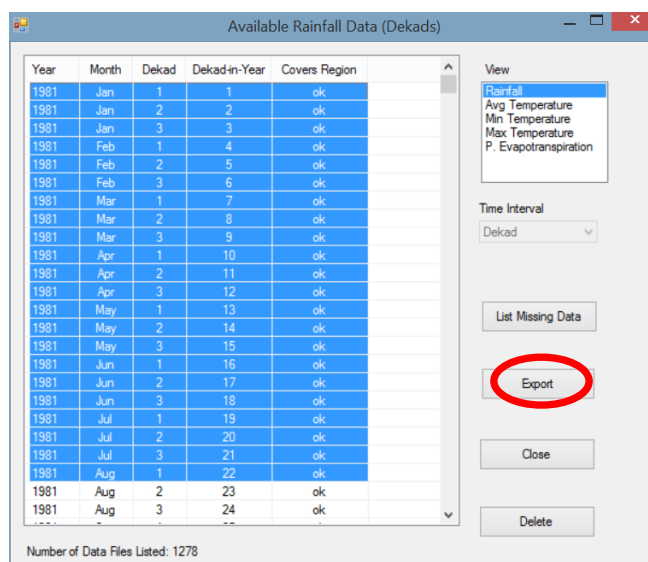 Available Rainfall Data (Dekads)
Year Month Dekad Dekad-in-Year Covers Region
1981 Jan 1 1 ok
1981 Jan 2 2 ok
1981 Jan 3 3 ok
1981 Feb 1 4 ok
1981 Feb 2 5 ok
1981 Feb 3 6 ok
1981 Mar 1 7 ok
1981 Mar 2 8 ok
1981 Mar 3 9 ok
1981 Apr 1 10 ok
1981 Apr 2 11 ok
1981 Apr 3 12 ok
1981 May 1 13 ok
1981 May 2 14 ok
1981 May 3 15 ok
1981 Jun 1 16 ok
1981 Jun 2 17 ok
1981 Jun 3 18 ok
1981 Jul 1 19 ok
1981 Jul 2 20 ok
1981 Jul 3 21 ok
1981 Aug 1 22 ok
1981 Aug 2 23 ok
1981 Aug 3 24 ok
Number of Data Files Listed: 1278
View
Rainfall
Avg Temperature
Min Temperature
Max Temperature
P. Evapotranspiration
Time Interval
Dekad
List Missing Data
Export
Close
Delete